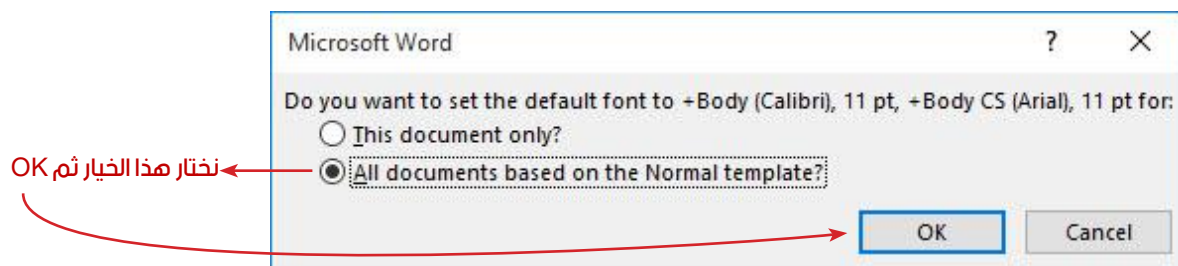 Microsoft Word
?
Do you want to set the default font to +Body (Calibri), 11 pt, +Body CS (Arial), 11 pt for:
This document only?
All documents based on the Normal template?
نختار هذا الخيار ثم OK
OK
Cancel